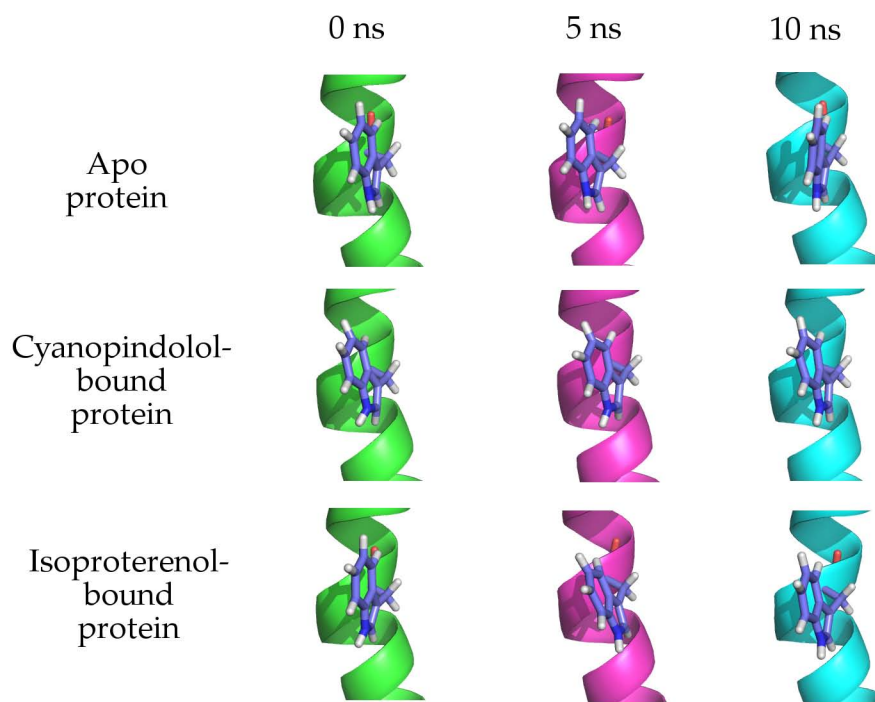 0 ns 5 ns 10 ns
Apo
protein
Cyanopindolol-
bound
protein
Isoproterenol-
bound
protein